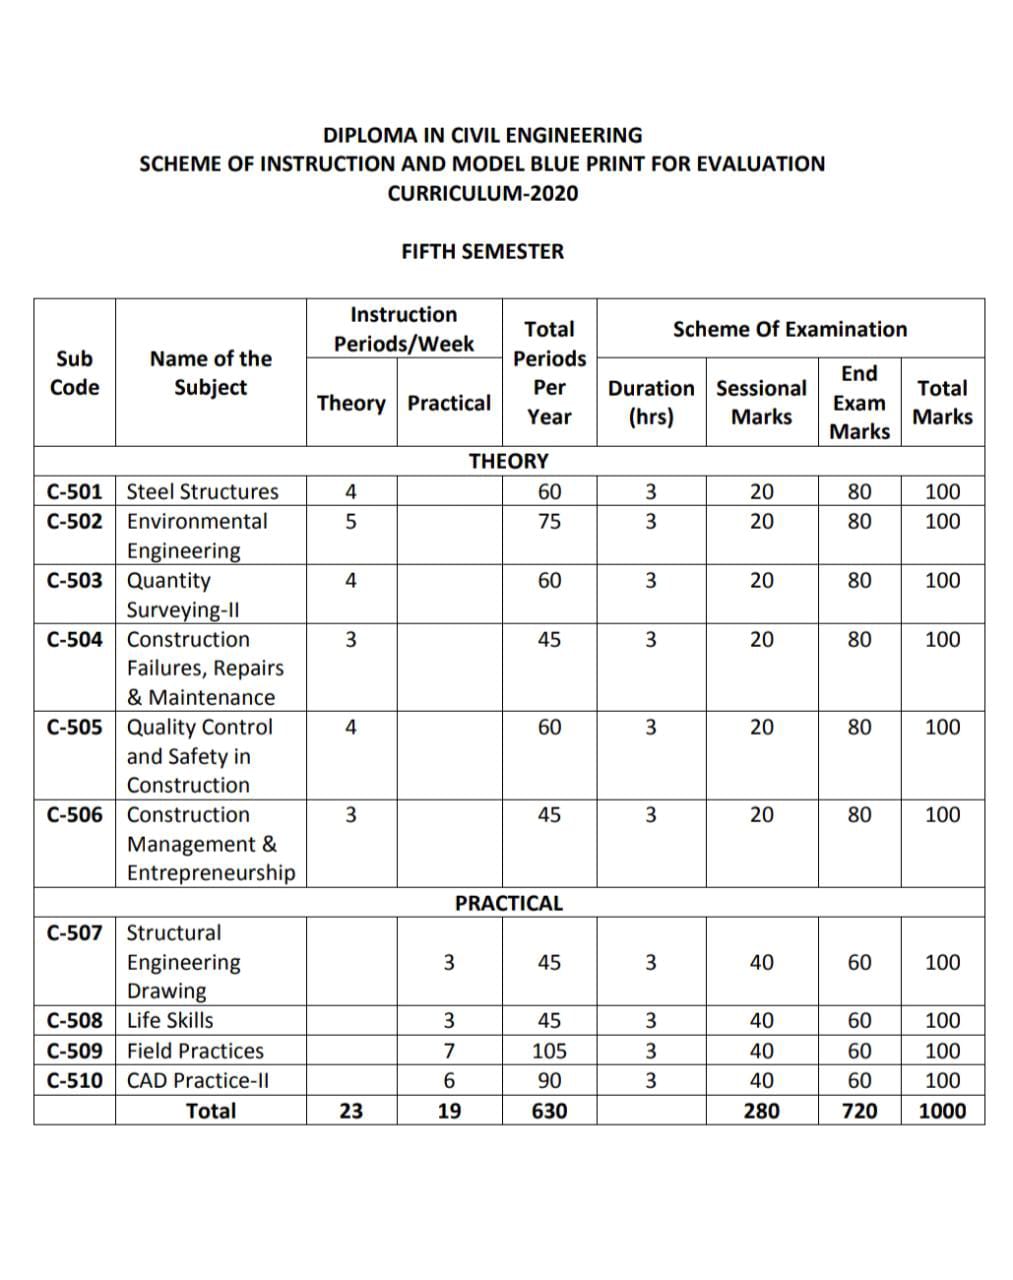 DIPLOMA IN CIVIL ENGINEERING
SCHEME OF INSTRUCTION AND MODEL BLUE PRINT FOR EVALUATION
CURRICULUM-2020
FIFTH SEMESTER
Sub Code | Name of the Subject | Instruction Periods/Week | Total Periods Per Year | Scheme Of Examination
Theory | Practical | Duration (hrs) | Sessional Marks | End Exam Marks | Total Marks
THEORY
C-501 Steel Structures 4 60 3 20 80 100
C-502 Environmental 5 75 3 20 80 100
Engineering
C-503 Quantity 4 60 3 20 80 100
Surveying-II
C-504 Construction 3 45 3 20 80 100
Failures, Repairs
& Maintenance
C-505 Quality Control 4 60 3 20 80 100
and Safety in
Construction
C-506 Construction 3 45 3 20 80 100
Management &
Entrepreneurship
PRACTICAL
C-507 Structural
Engineering 3 45 3 40 60 100
Drawing
C-508 Life Skills 3 45 3 40 60 100
C-509 Field Practices 7 105 3 40 60 100
C-510 CAD Practice-II 6 90 3 40 60 100
Total 23 19 630 280 720 1000